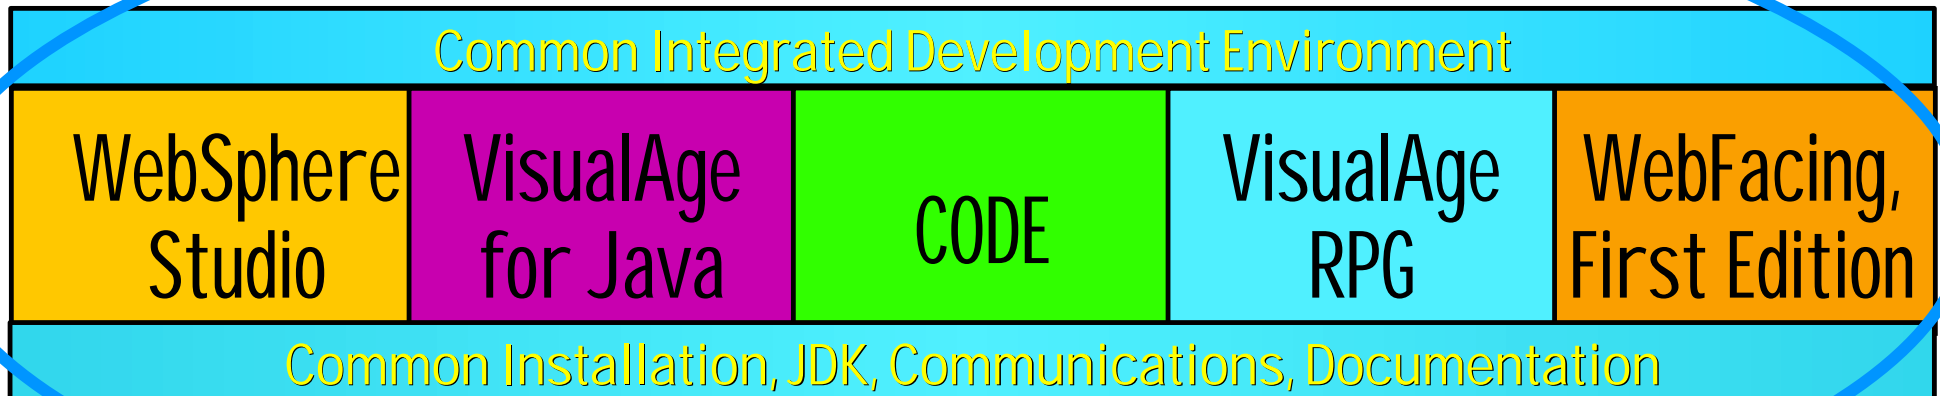 Common Integrated Development Environment
WebSphere
Studio
VisualAge
for Java
CODE
VisualAge
RPG
WebFacing,
First Edition
Common Installation, JDK, Communications, Documentation